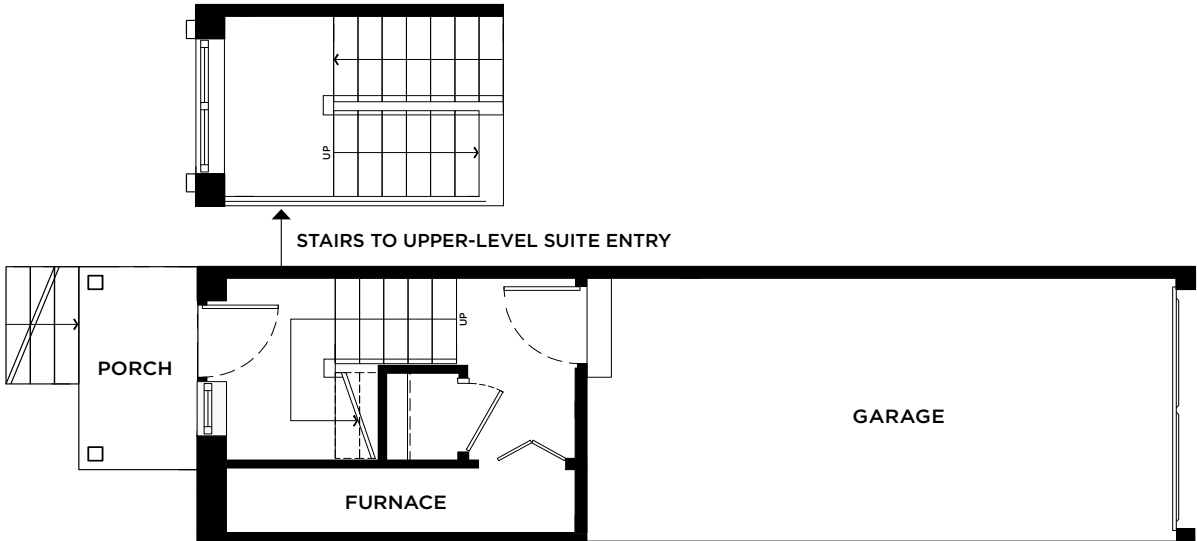 UP
STAIRS TO UPPER-LEVEL SUITE ENTRY
UP
PORCH
GARAGE
FURNACE